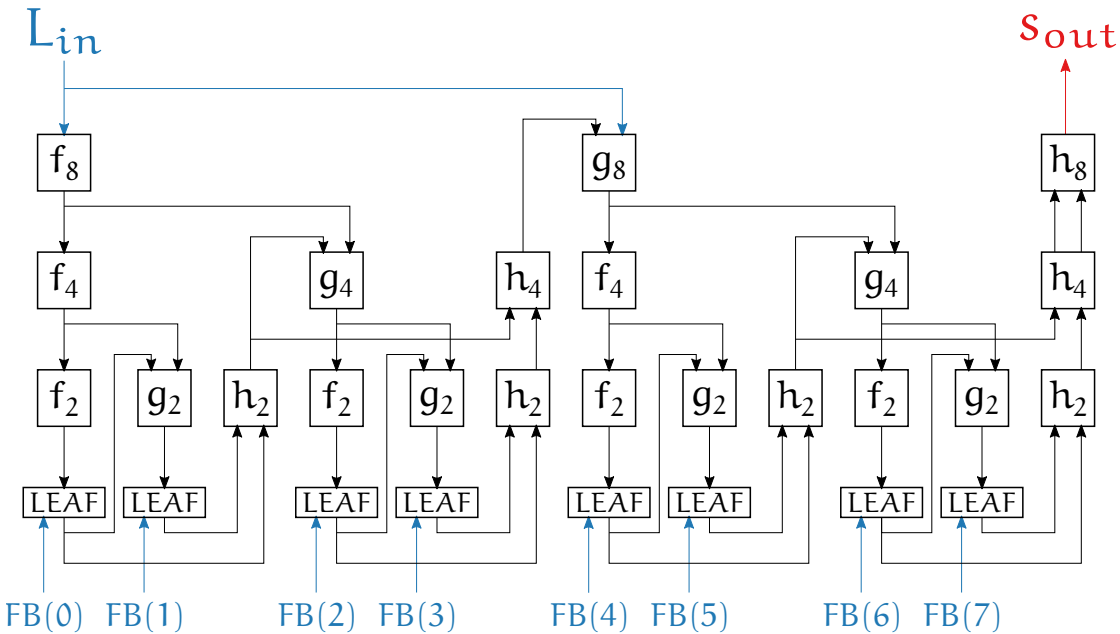 L_in s_out
f_8 g_8 h_8
f_4 g_4 h_4 f_4 g_4 h_4
f_2 g_2 h_2 f_2 g_2 h_2 f_2 g_2 h_2 f_2 g_2 h_2
LEAF LEAF LEAF LEAF LEAF LEAF LEAF LEAF
FB(0) FB(1) FB(2) FB(3) FB(4) FB(5) FB(6) FB(7)